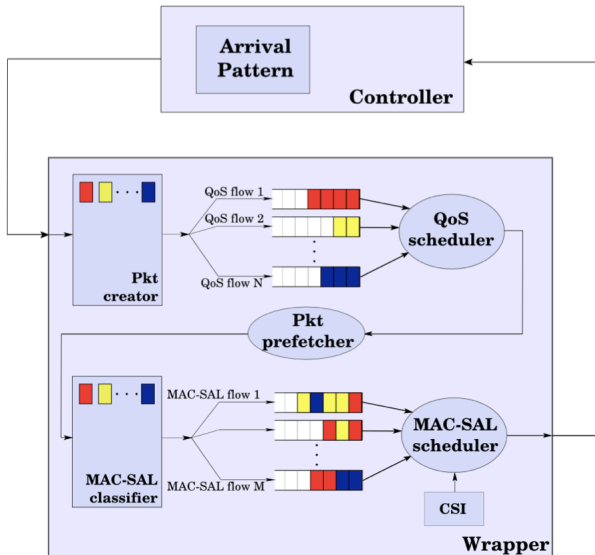 Arrival
Pattern
Controller
QoS flow 1
QoS flow 2
QoS flow N
Pkt
creator
QoS
scheduler
Pkt
prefetcher
MAC-SAL flow 1
MAC-SAL flow M
MAC-SAL
classifier
MAC-SAL
scheduler
CSI
Wrapper